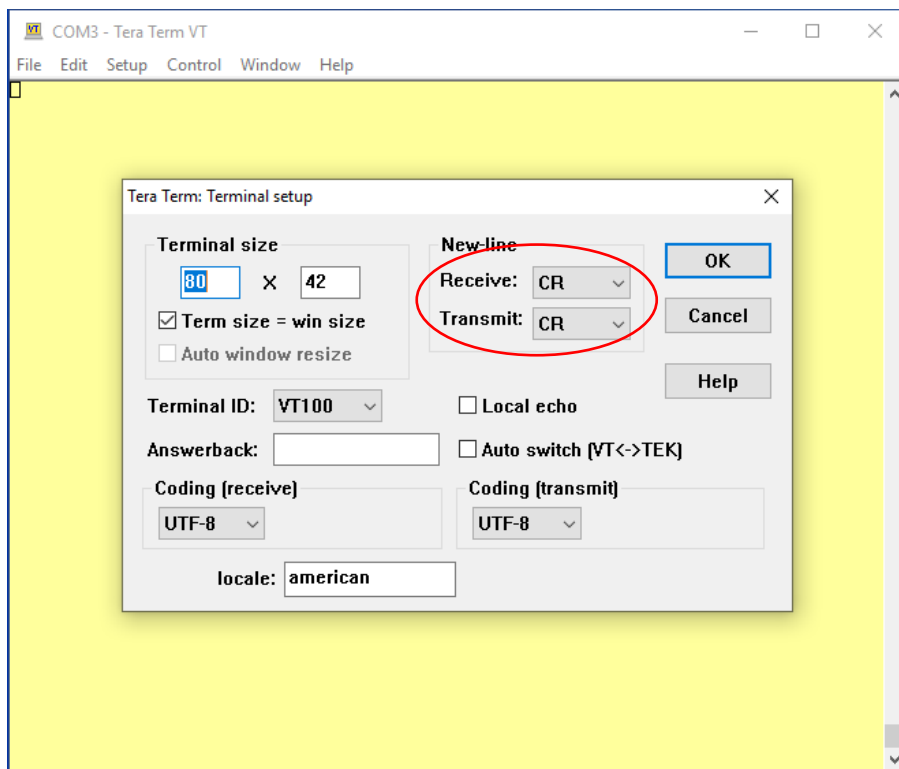 VT COM3 - Tera Term VT
File Edit Setup Control Window Help
Tera Term: Terminal setup
Terminal size
80 X 42
Term size = win size
Auto window resize
New-line
Receive: CR
Transmit: CR
OK
Cancel
Help
Terminal ID: VT100
Local echo
Answerback:
Auto switch (VT<->TEK)
Coding (receive)
UTF-8
Coding (transmit)
UTF-8
locale: american